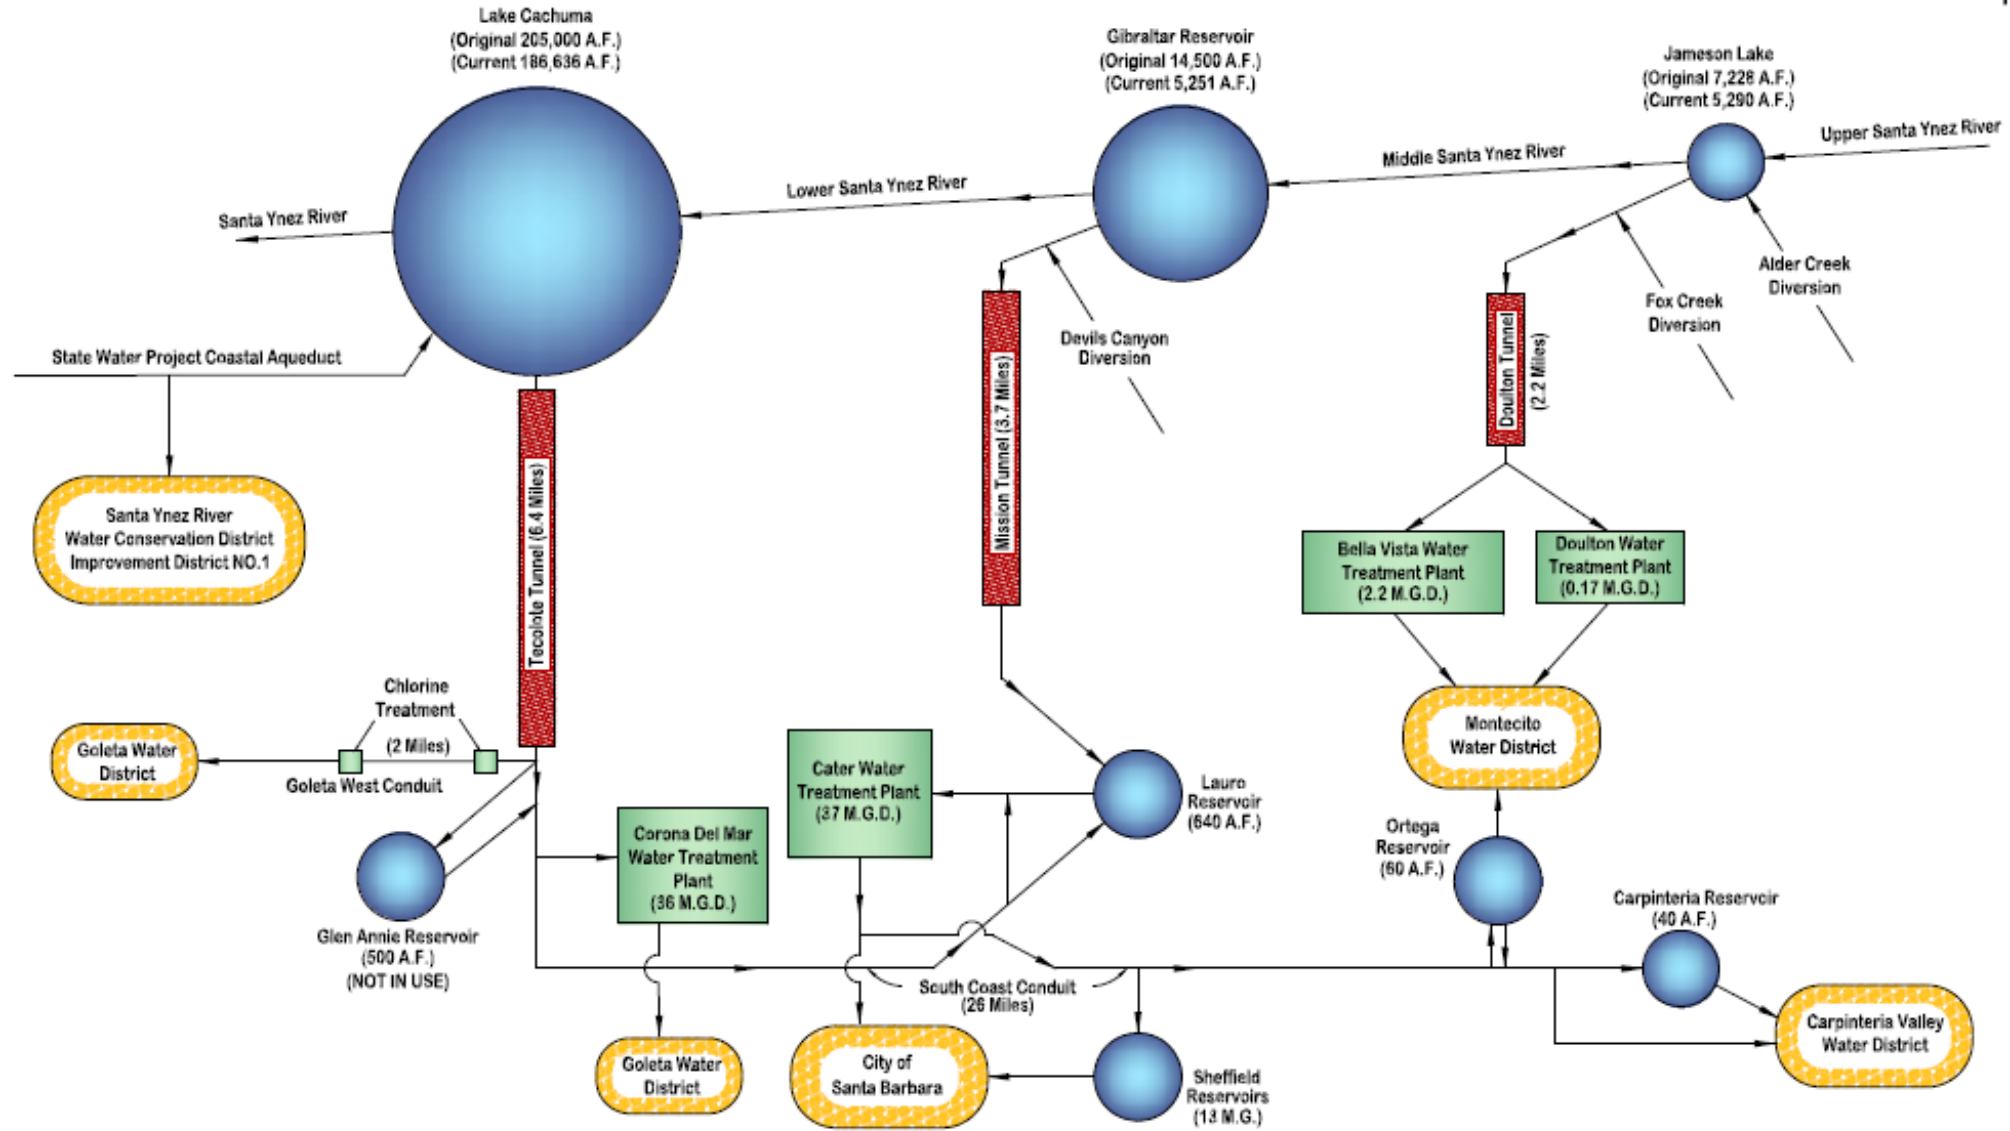 Lake Cachuma
(Original 205,000 A.F.)
(Current 186,636 A.F.)
Gibraltar Reservoir
(Original 14,500 A.F.)
(Current 5,251 A.F.)
Jameson Lake
(Original 7,228 A.F.)
(Current 5,290 A.F.)
Upper Santa Ynez River
Middle Santa Ynez River
Lower Santa Ynez River
Santa Ynez River
Alder Creek
Diversion
Fox Creek
Diversion
Devils Canyon
Diversion
State Water Project Coastal Aqueduct
Santa Ynez River
Water Conservation District
Improvement District NO.1
Tecolote Tunnel (6.4 Miles)
Mission Tunnel (3.7 Miles)
Doulton Tunnel
(2.2 Miles)
Bella Vista Water
Treatment Plant
(2.2 M.G.D.)
Doulton Water
Treatment Plant
(0.17 M.G.D.)
Montecito
Water District
Chlorine
Treatment
(2 Miles)
Goleta Water
District
Goleta West Conduit
Cater Water
Treatment Plant
(37 M.G.D.)
Lauro
Reservoir
(640 A.F.)
Corona Del Mar
Water Treatment
Plant
(36 M.G.D.)
Ortega
Reservoir
(60 A.F.)
Carpinteria Reservoir
(40 A.F.)
Glen Annie Reservoir
(500 A.F.)
(NOT IN USE)
South Coast Conduit
(26 Miles)
Goleta Water
District
City of
Santa Barbara
Sheffield
Reservoirs
(13 M.G.)
Carpinteria Valley
Water District